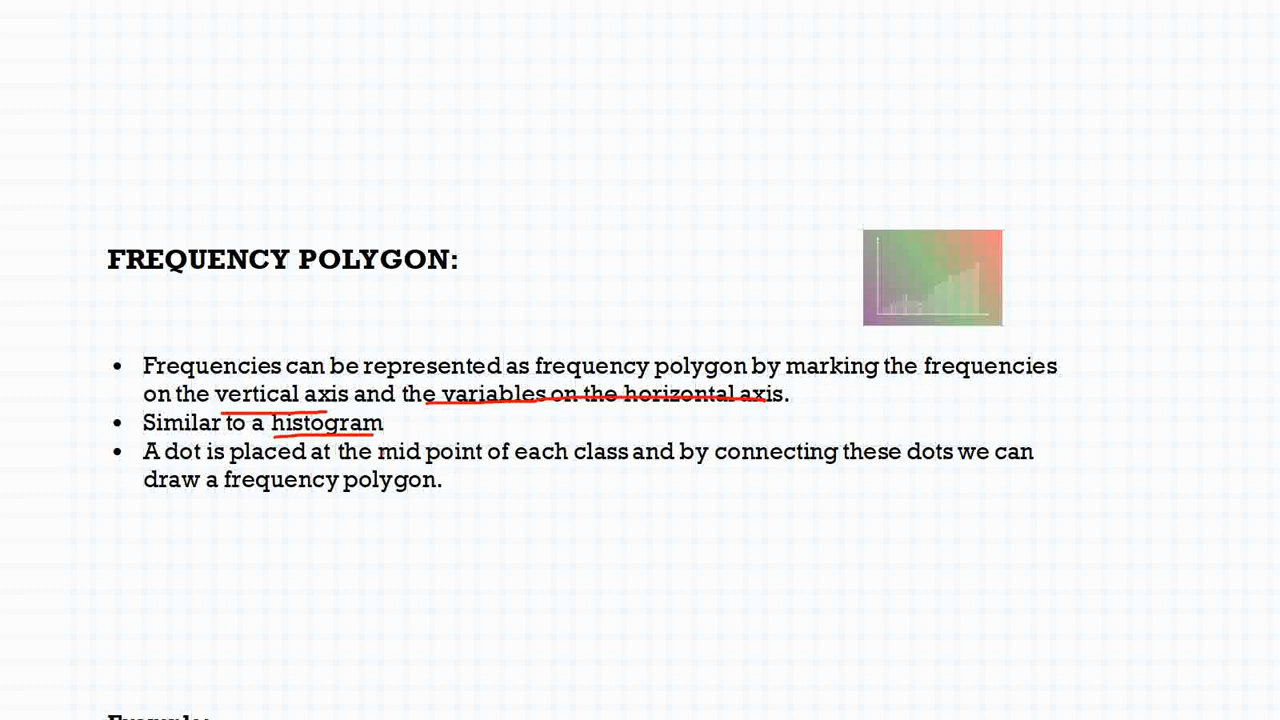 FREQUENCY POLYGON:
• Frequencies can be represented as frequency polygon by marking the frequencies
on the vertical axis and the variables on the horizontal axis.
• Similar to a histogram
• A dot is placed at the mid point of each class and by connecting these dots we can
draw a frequency polygon.